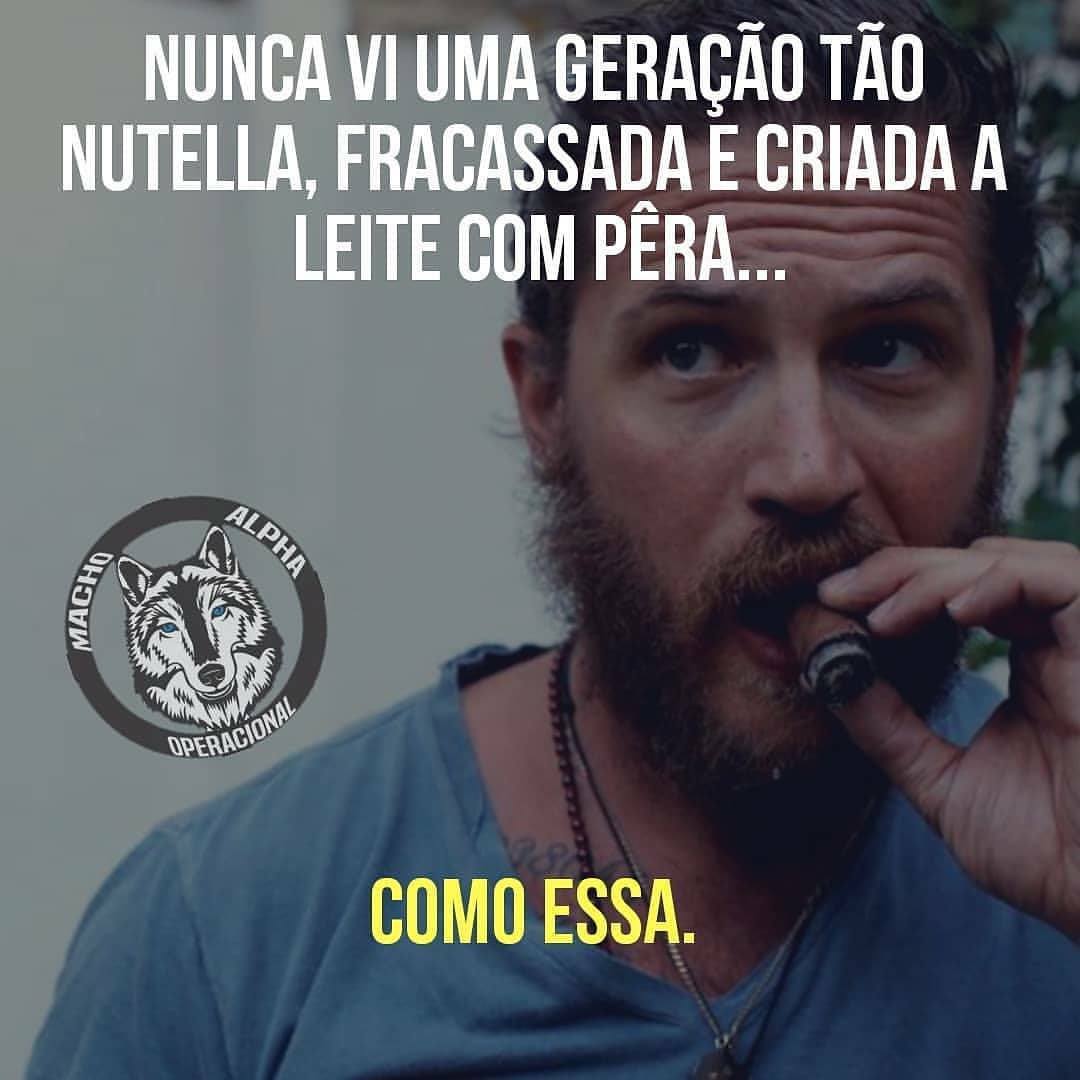 NUNCA VI UMA GERAÇÃO TÃO
NUTELLA, FRACASSADA E CRIADA A
LEITE COM PÊRA...
MACHO ALPHA
OPERACIONAL
COMO ESSA.